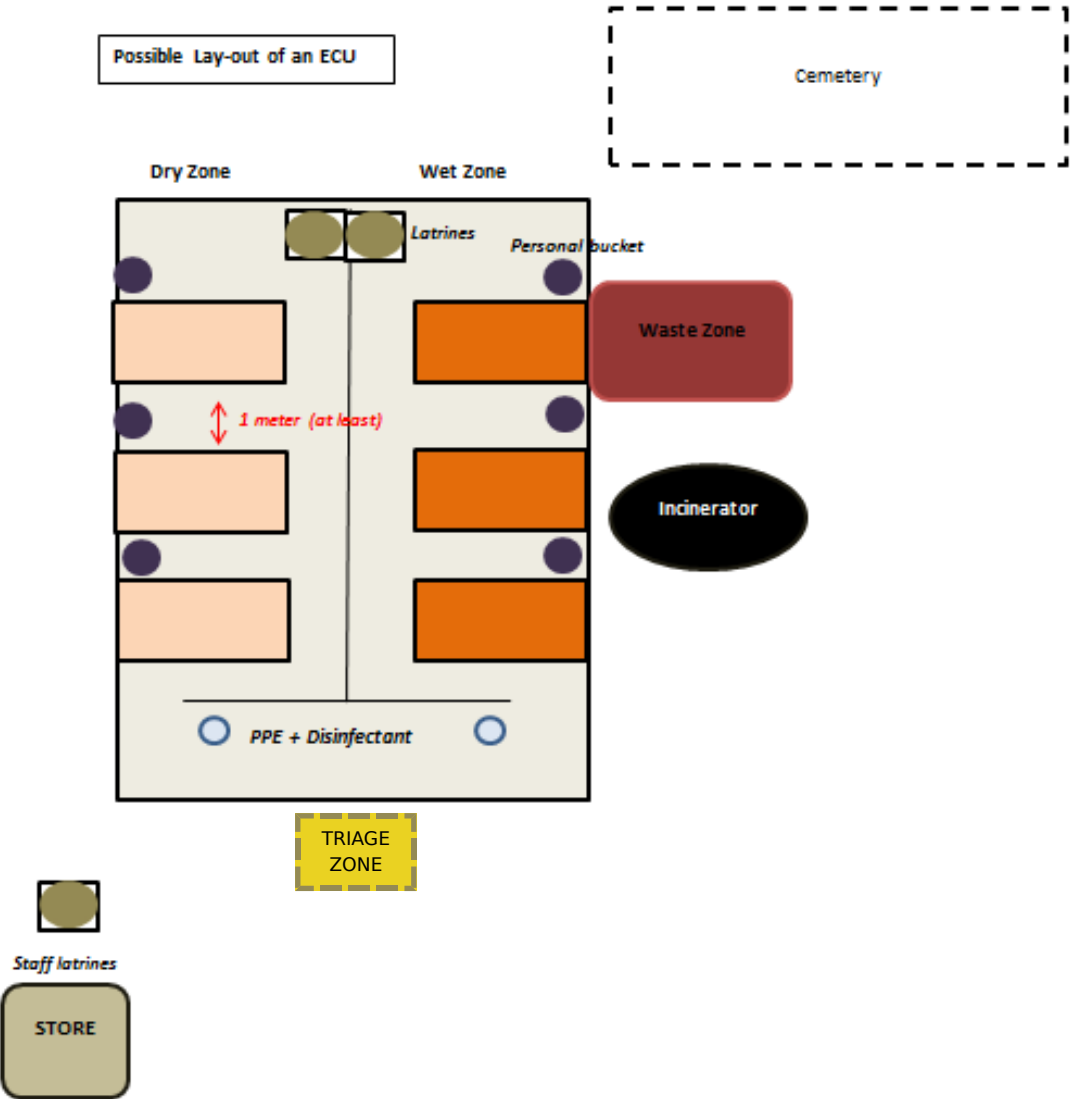 Possible Lay-out of an ECU
Cemetery
Dry Zone
Wet Zone
Latrines
Personal bucket
Waste Zone
1 meter (at least)
Incinerator
PPE + Disinfectant
TRIAGE
ZONE
Staff latrines
STORE